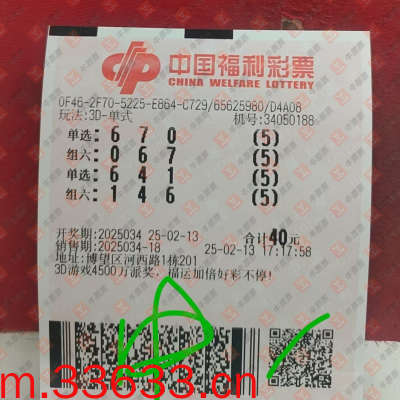 中国福利彩票
CHINA WELFARE LOTTERY
0F46-2F70-5225-E864-C729/65625980/D4A08
玩法:3D-单式 机号:34050188
单选: 6 7 0 (5)
组六: 0 6 7 (5)
单选: 6 4 1 (5)
组六: 1 4 6 (5)
开奖期:2025034 25-02-13 合计40元
销售期:2025034-18 25-02-13 17:17:58
地址:博望区河西路1栋201
3D游戏4500万派奖，福运加倍好彩不停!
中
m.33633.cn